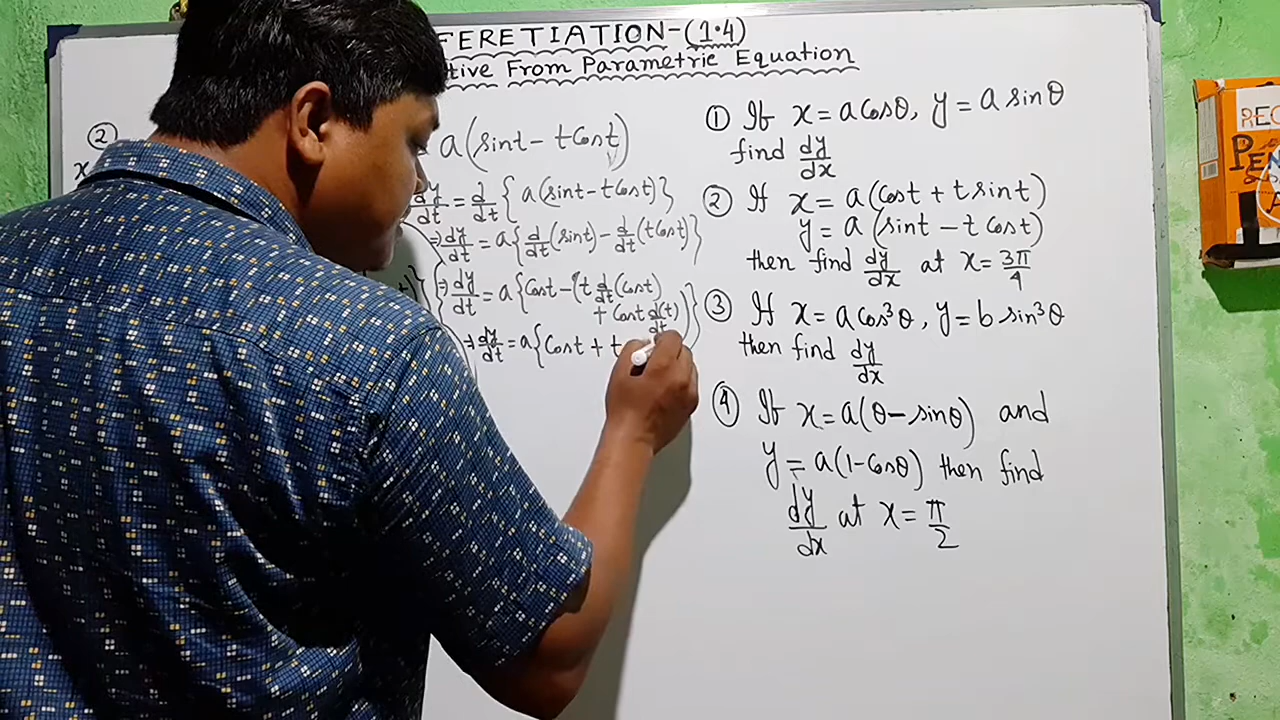 FERETIATION-(1.4)
tive From Parametric Equation
②
x
= a(sint - tcost)
dy/dt = d/dt{a(sint-tcost)}
⇒ dy/dt = a{d/dt(sint) - d/dt(tcost)}
⇒ dy/dt = a{cost-(t d/dt(cost)
+ cost d/dt(t))}
⇒ dy/dt = a{cost + t
① If x = a cosθ, y = a sinθ
find dy/dx
② If x = a(cost + t sint)
y = a(sint - t cost)
then find dy/dx at x = 3π/4
③ If x = a cos³θ, y = b sin³θ
then find dy/dx
④ If x = a(θ - sinθ) and
y = a(1-cosθ) then find
dy/dx at x = π/2
REC
PEN